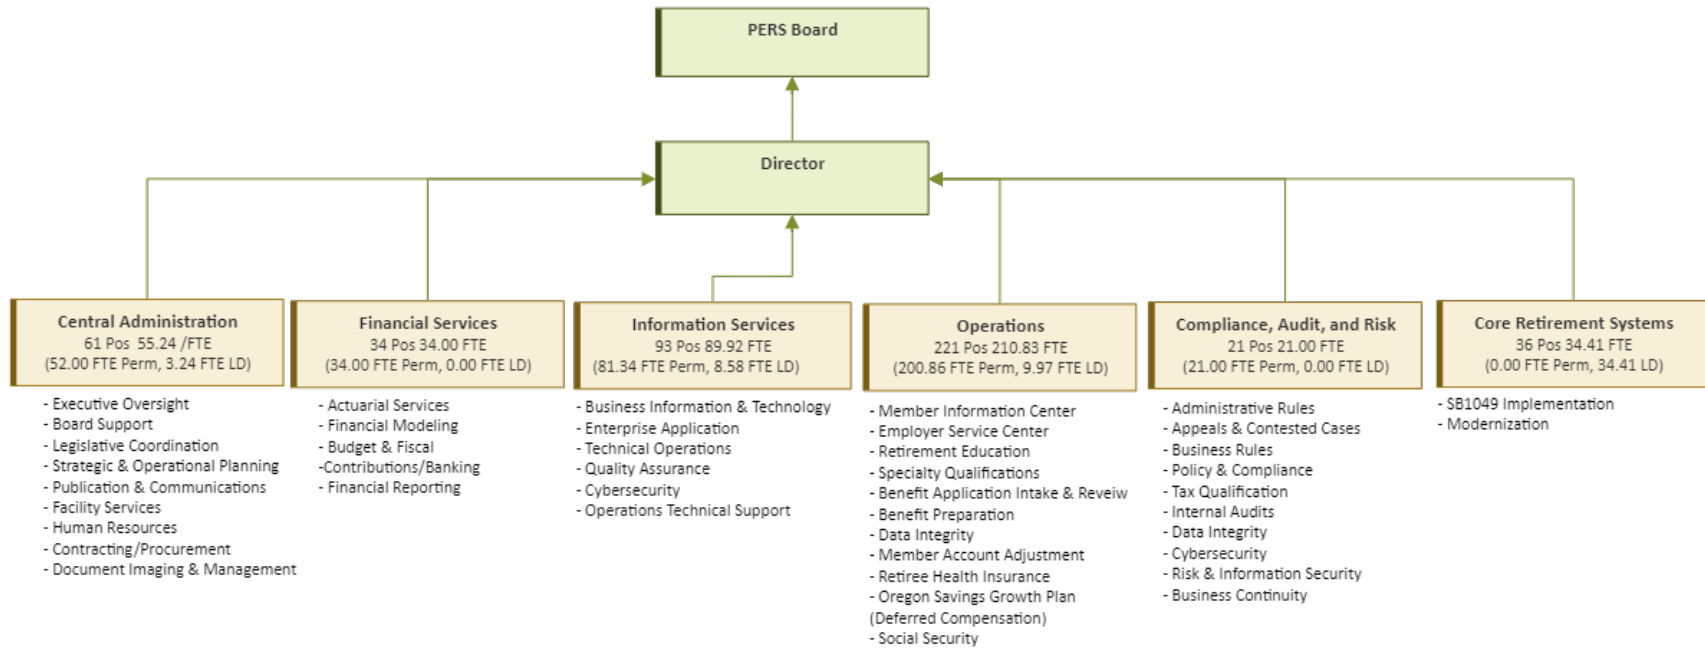 PERS Board
Director
Central Administration
61 Pos 55.24 /FTE
(52.00 FTE Perm, 3.24 FTE LD)
- Executive Oversight
- Board Support
- Legislative Coordination
- Strategic & Operational Planning
- Publication & Communications
- Facility Services
- Human Resources
- Contracting/Procurement
- Document Imaging & Management
Financial Services
34 Pos 34.00 FTE
(34.00 FTE Perm, 0.00 FTE LD)
- Actuarial Services
- Financial Modeling
- Budget & Fiscal
-Contributions/Banking
- Financial Reporting
Information Services
93 Pos 89.92 FTE
(81.34 FTE Perm, 8.58 FTE LD)
- Business Information & Technology
- Enterprise Application
- Technical Operations
- Quality Assurance
- Cybersecurity
- Operations Technical Support
Operations
221 Pos 210.83 FTE
(200.86 FTE Perm, 9.97 FTE LD)
- Member Information Center
- Employer Service Center
- Retirement Education
- Specialty Qualifications
- Benefit Application Intake & Reveiw
- Benefit Preparation
- Data Integrity
- Member Account Adjustment
- Retiree Health Insurance
- Oregon Savings Growth Plan
(Deferred Compensation)
- Social Security
Compliance, Audit, and Risk
21 Pos 21.00 FTE
(21.00 FTE Perm, 0.00 FTE LD)
- Administrative Rules
- Appeals & Contested Cases
- Business Rules
- Policy & Compliance
- Tax Qualification
- Internal Audits
- Data Integrity
- Cybersecurity
- Risk & Information Security
- Business Continuity
Core Retirement Systems
36 Pos 34.41 FTE
(0.00 FTE Perm, 34.41 LD)
- SB1049 Implementation
- Modernization